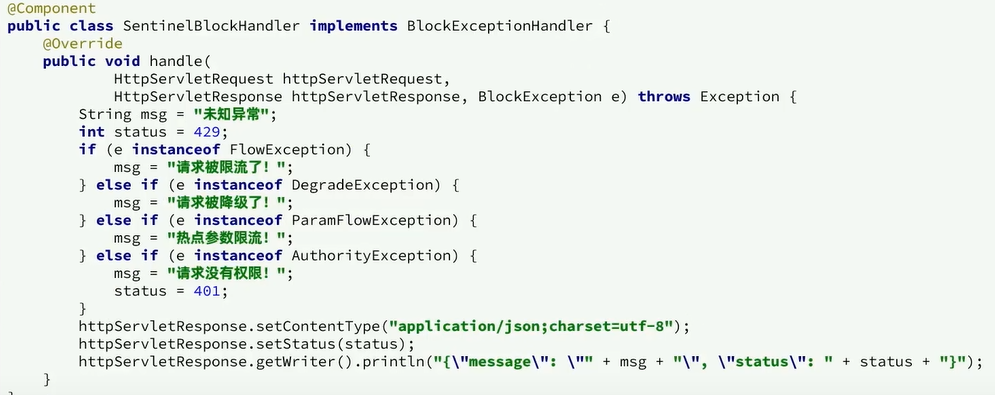 @Component
public class SentinelBlockHandler implements BlockExceptionHandler {
    @Override
    public void handle(
            HttpServletRequest httpServletRequest,
            HttpServletResponse httpServletResponse, BlockException e) throws Exception {
        String msg = "未知异常";
        int status = 429;
        if (e instanceof FlowException) {
            msg = "请求被限流了！";
        } else if (e instanceof DegradeException) {
            msg = "请求被降级了！";
        } else if (e instanceof ParamFlowException) {
            msg = "热点参数限流！";
        } else if (e instanceof AuthorityException) {
            msg = "请求没有权限！";
            status = 401;
        }
        httpServletResponse.setContentType("application/json;charset=utf-8");
        httpServletResponse.setStatus(status);
        httpServletResponse.getWriter().println("{\"message\": \"" + msg + "\", \"status\": " + status + "}");
    }
}